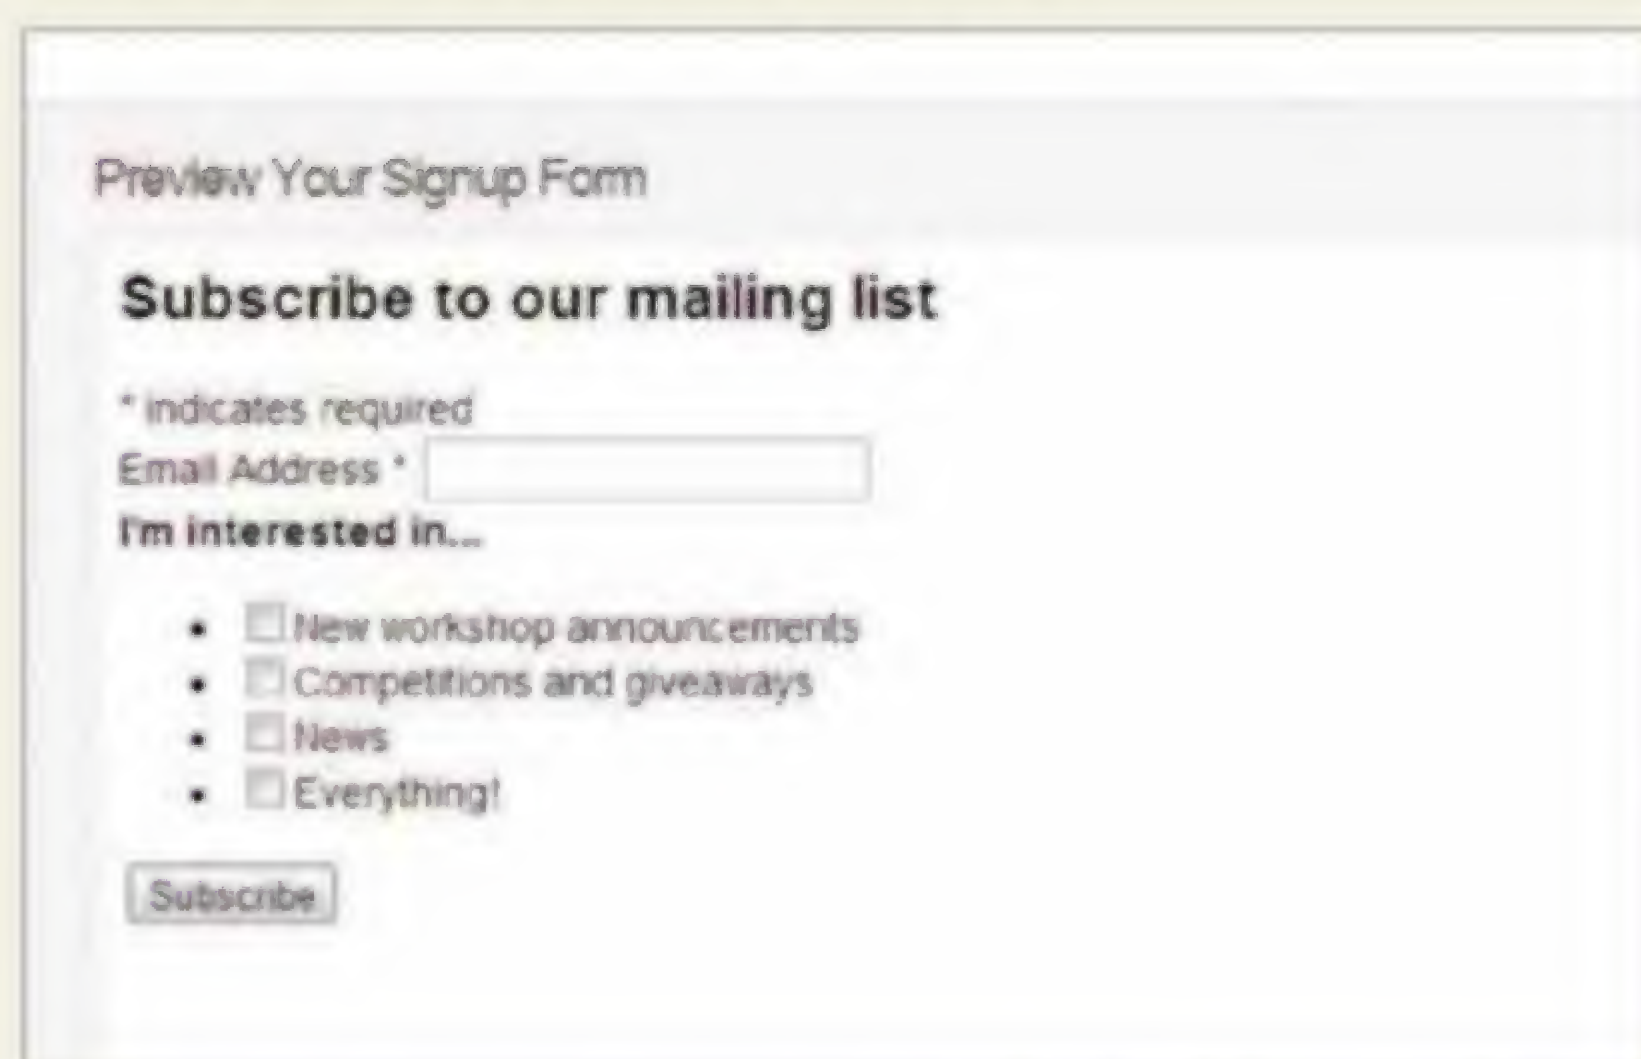 Preview Your Signup Form
Subscribe to our mailing list
* indicates required
Email Address *
I'm interested in...
• New workshop announcements
• Competitions and giveaways
• News
• Everything!
Subscribe